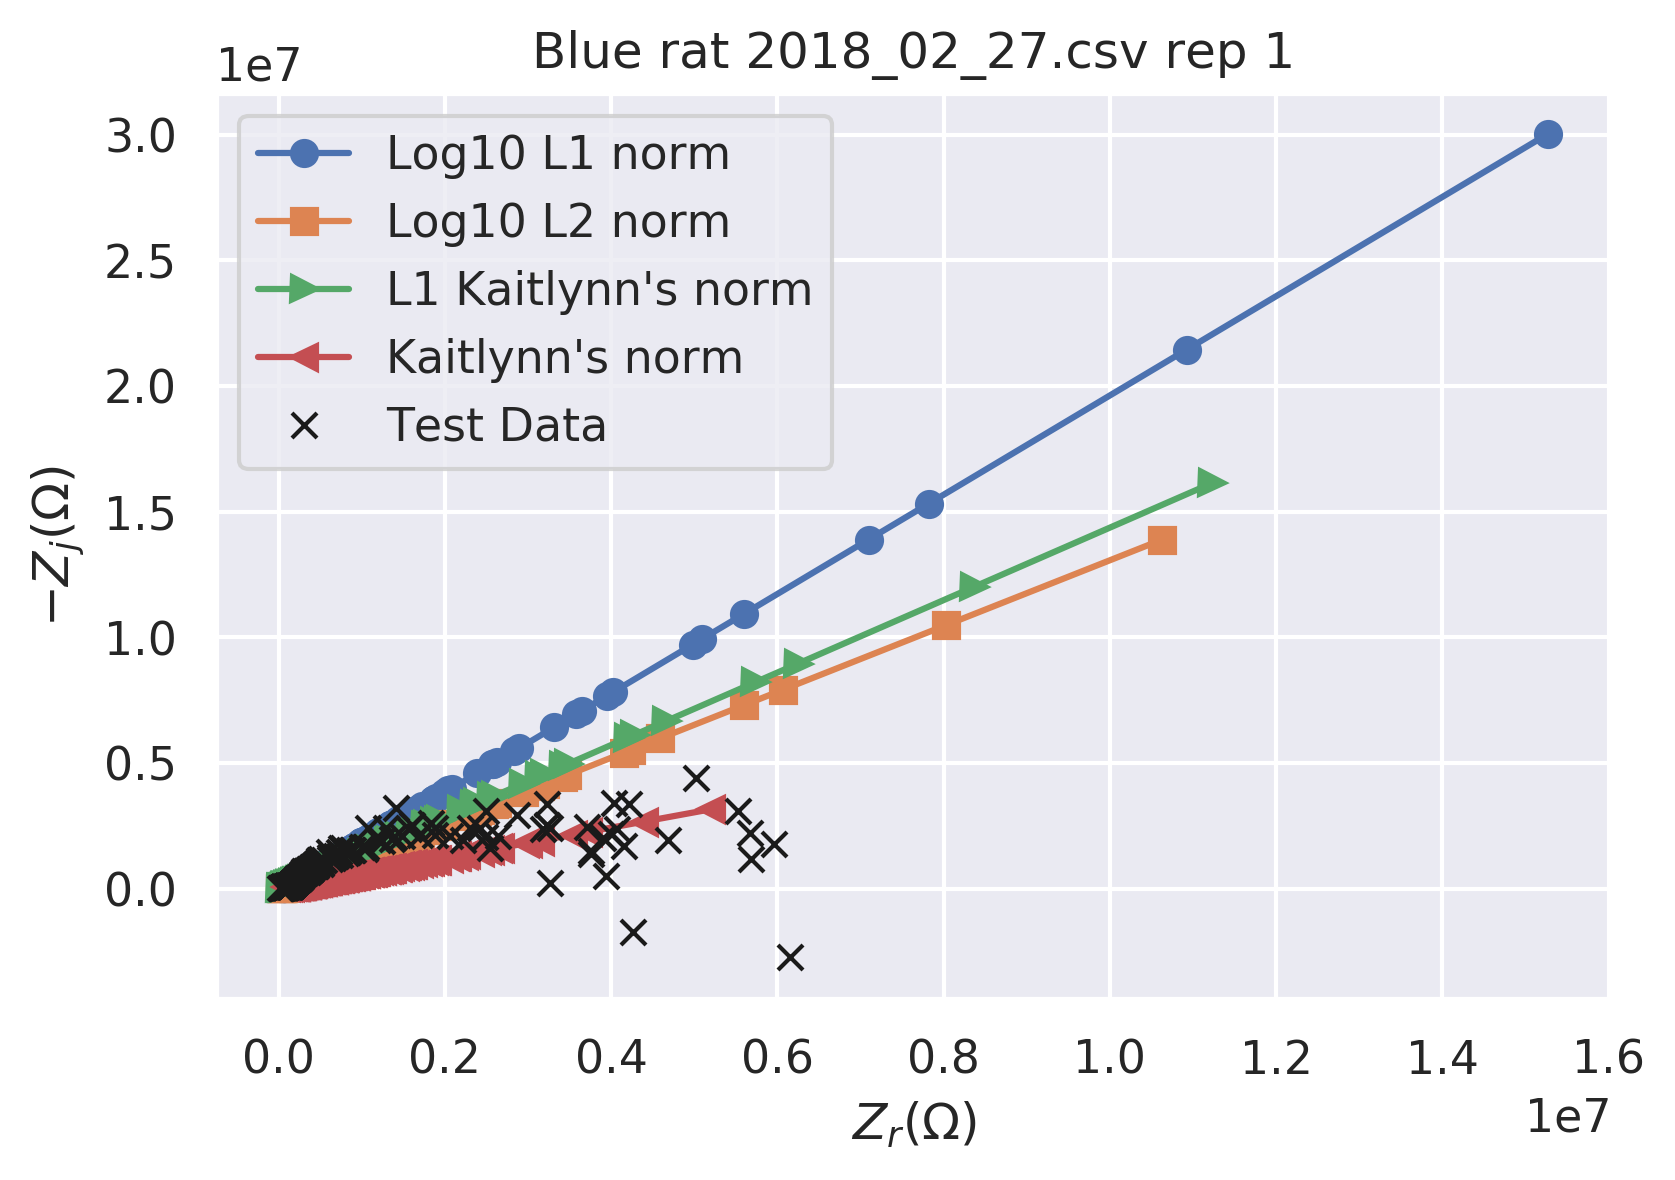 Blue rat 2018_02_27.csv rep 1
1e7
3.0
2.5
2.0
1.5
1.0
0.5
0.0
−Z_j(Ω)
Log10 L1 norm
Log10 L2 norm
L1 Kaitlynn's norm
Kaitlynn's norm
Test Data
0.0 0.2 0.4 0.6 0.8 1.0 1.2 1.4 1.6
1e7
Z_r(Ω)